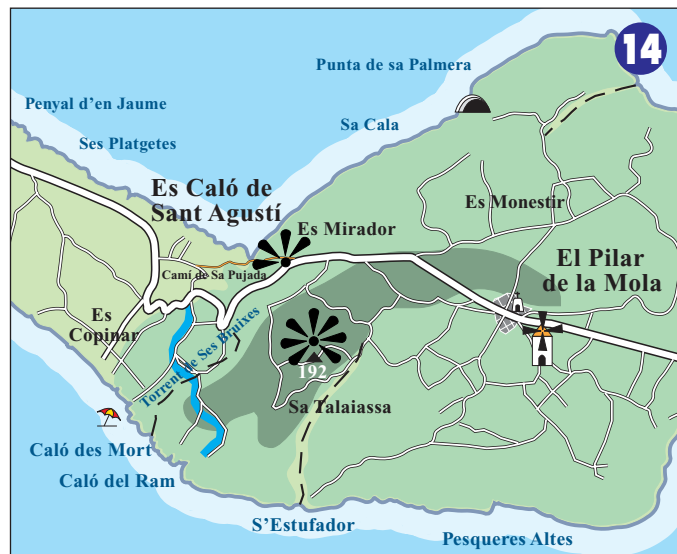 14
Punta de sa Palmera
Penyal d'en Jaume
Sa Cala
Ses Platgetes
Es Caló de
Sant Agustí
Es Monestir
Es Mirador
El Pilar
de la Mola
Camí de Sa Pujada
Es
Copinar
Torrent de Ses Bruixes
192
Sa Talaiassa
Caló des Mort
Caló del Ram
S'Estufador
Pesqueres Altes